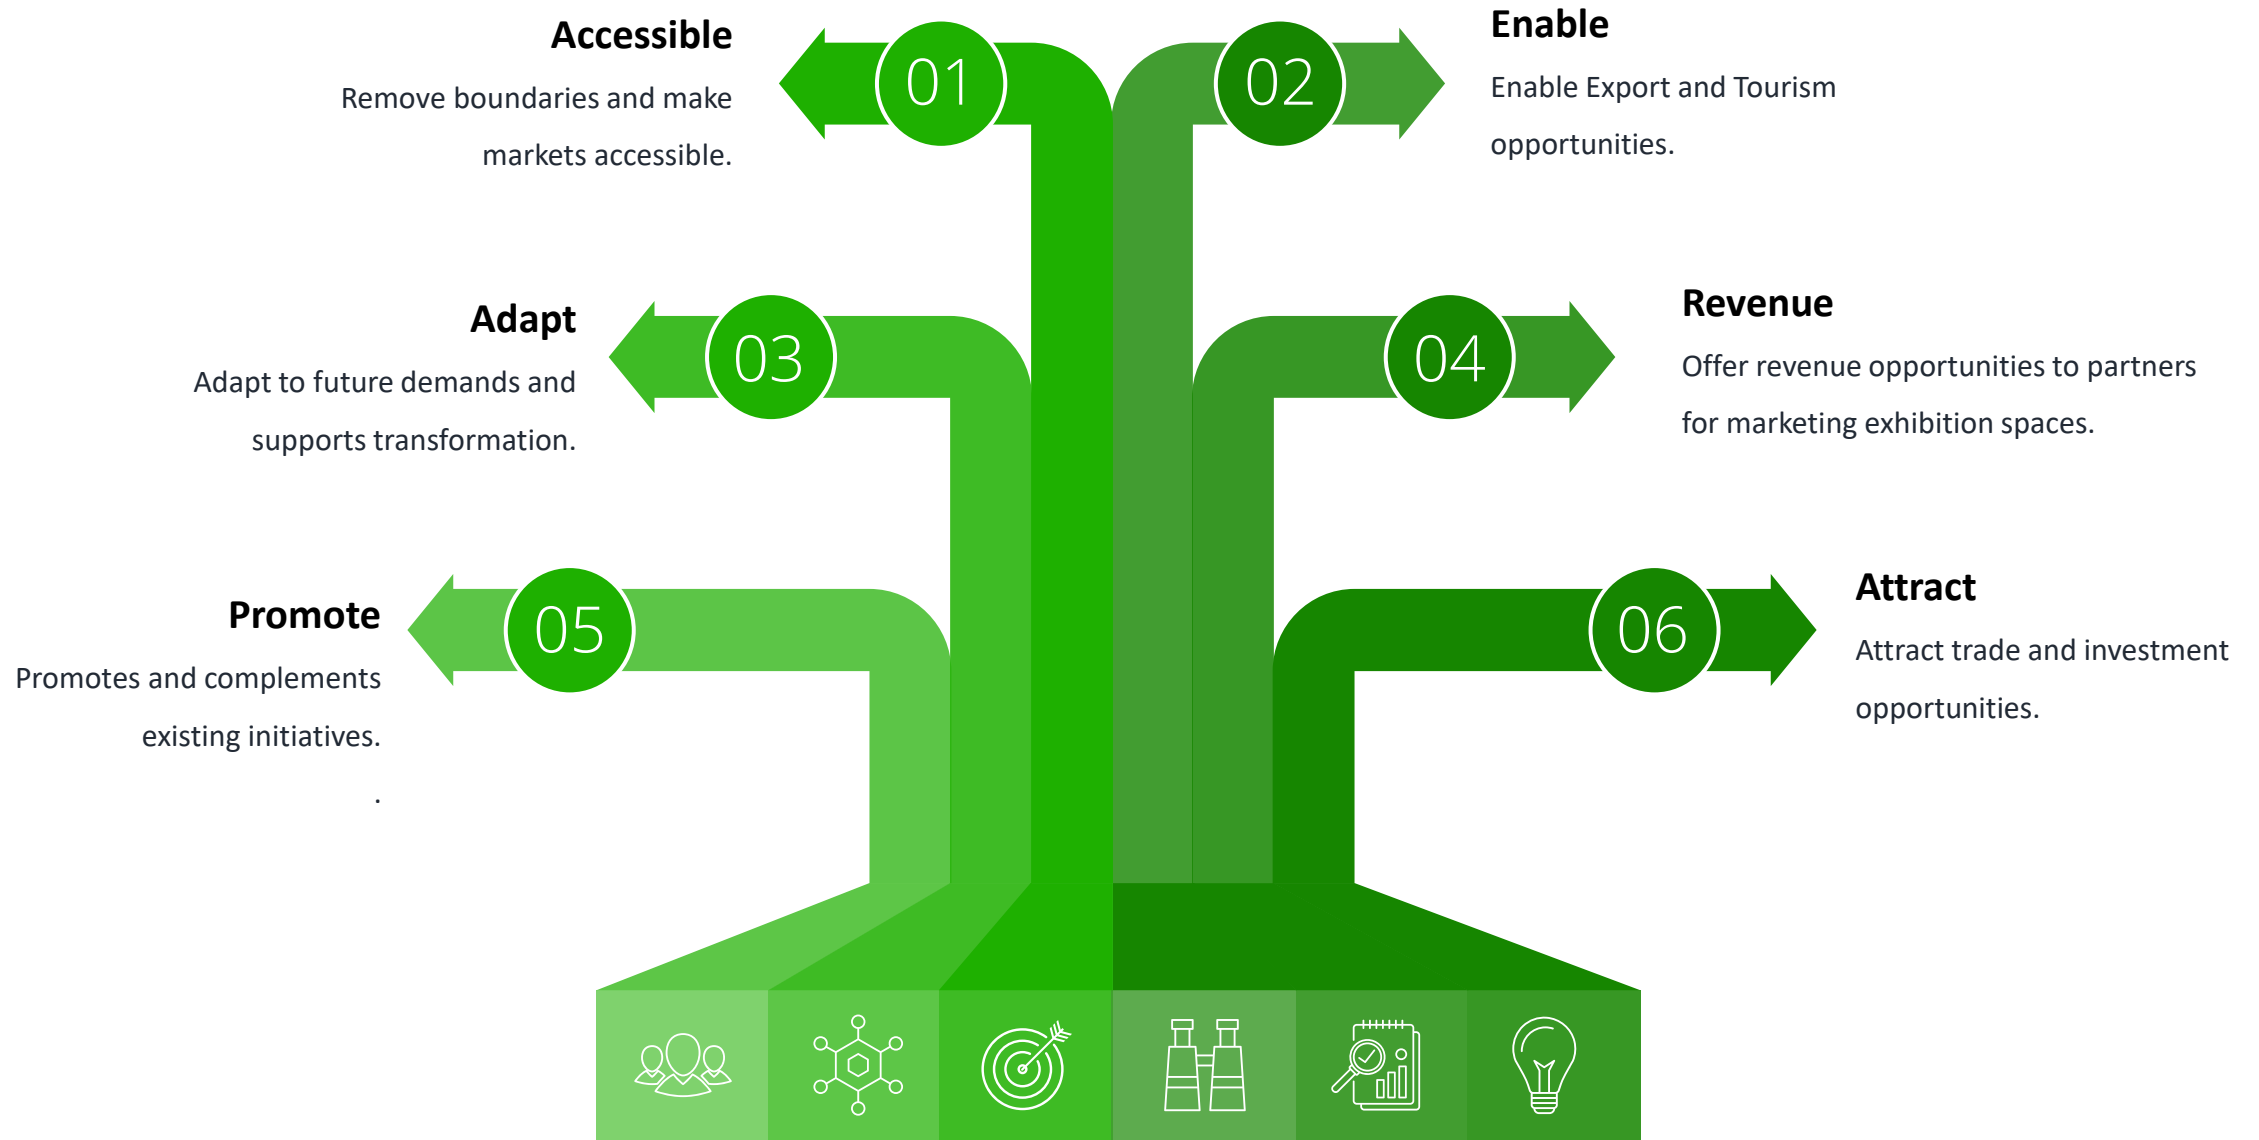 Accessible
Remove boundaries and make
markets accessible.
01
02
Enable
Enable Export and Tourism
opportunities.
Adapt
Adapt to future demands and
supports transformation.
03
04
Revenue
Offer revenue opportunities to partners
for marketing exhibition spaces.
Promote
Promotes and complements
existing initiatives.
.
05
06
Attract
Attract trade and investment
opportunities.